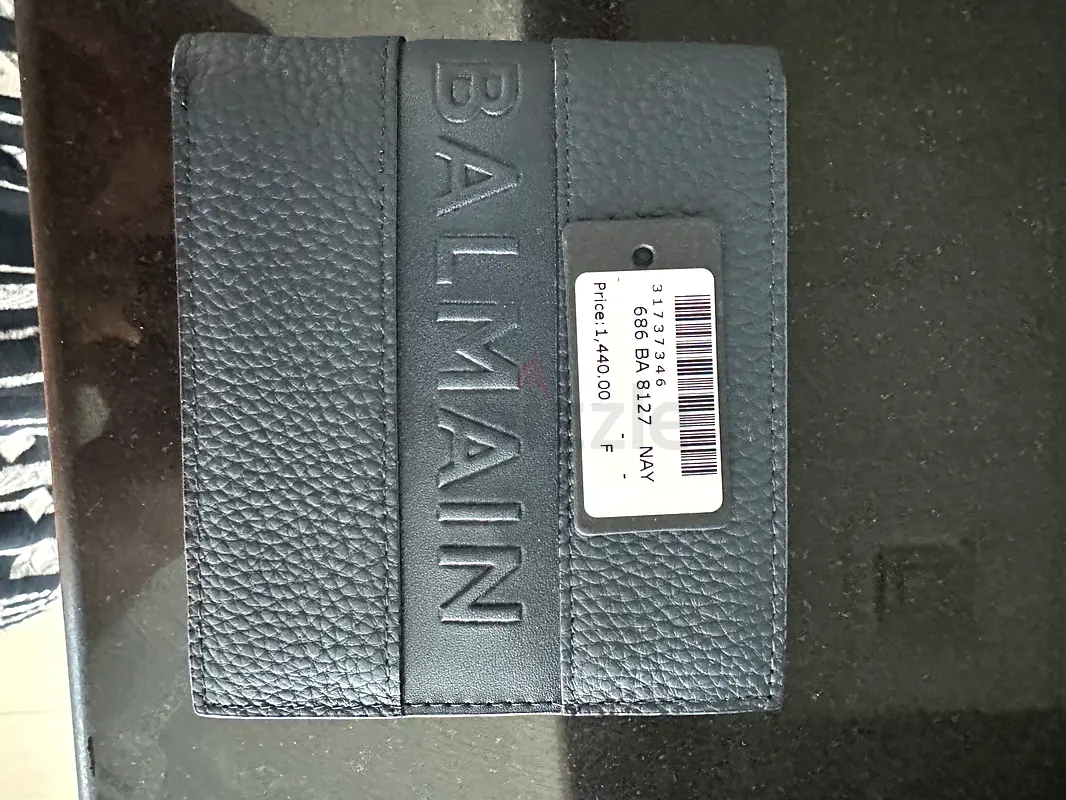 BALMAIN
31737346
686 BA 8127 - NAY
- F
Price:1,440.00